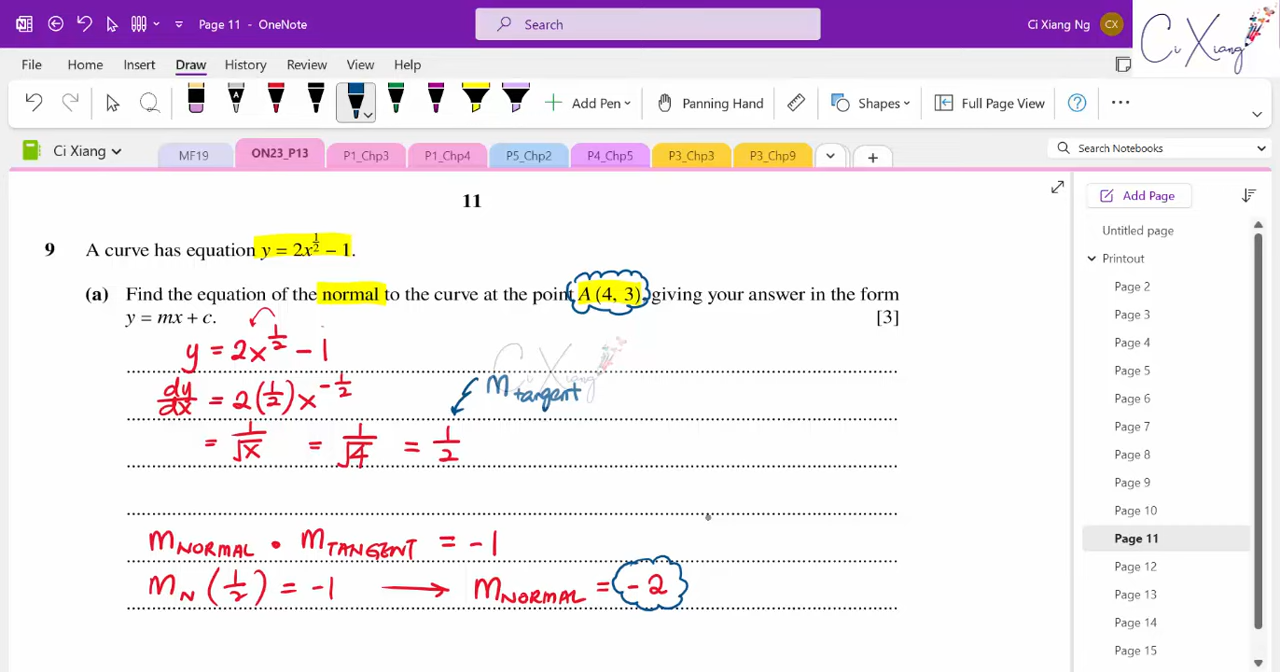 Page 11 - OneNote
Search
Ci Xiang Ng
CX
Ci Xiang
File Home Insert Draw History Review View Help
Add Pen
Panning Hand
Shapes
Full Page View
Ci Xiang
MF19
ON23_P13
P1_Chp3
P1_Chp4
P5_Chp2
P4_Chp5
P3_Chp3
P3_Chp9
Search Notebooks
11
9 A curve has equation y = 2x^{1/2} − 1.
(a) Find the equation of the normal to the curve at the point A (4, 3), giving your answer in the form
y = mx + c. [3]
y = 2x^{1/2} − 1
dy/dx = 2(1/2)x^{−1/2}
m tangent
= 1/√x = 1/√4 = 1/2
m NORMAL • m TANGENT = −1
m N (1/2) = −1 → m NORMAL = −2
Ci Xiang
Add Page
Untitled page
Printout
Page 2
Page 3
Page 4
Page 5
Page 6
Page 7
Page 8
Page 9
Page 10
Page 11
Page 12
Page 13
Page 14
Page 15